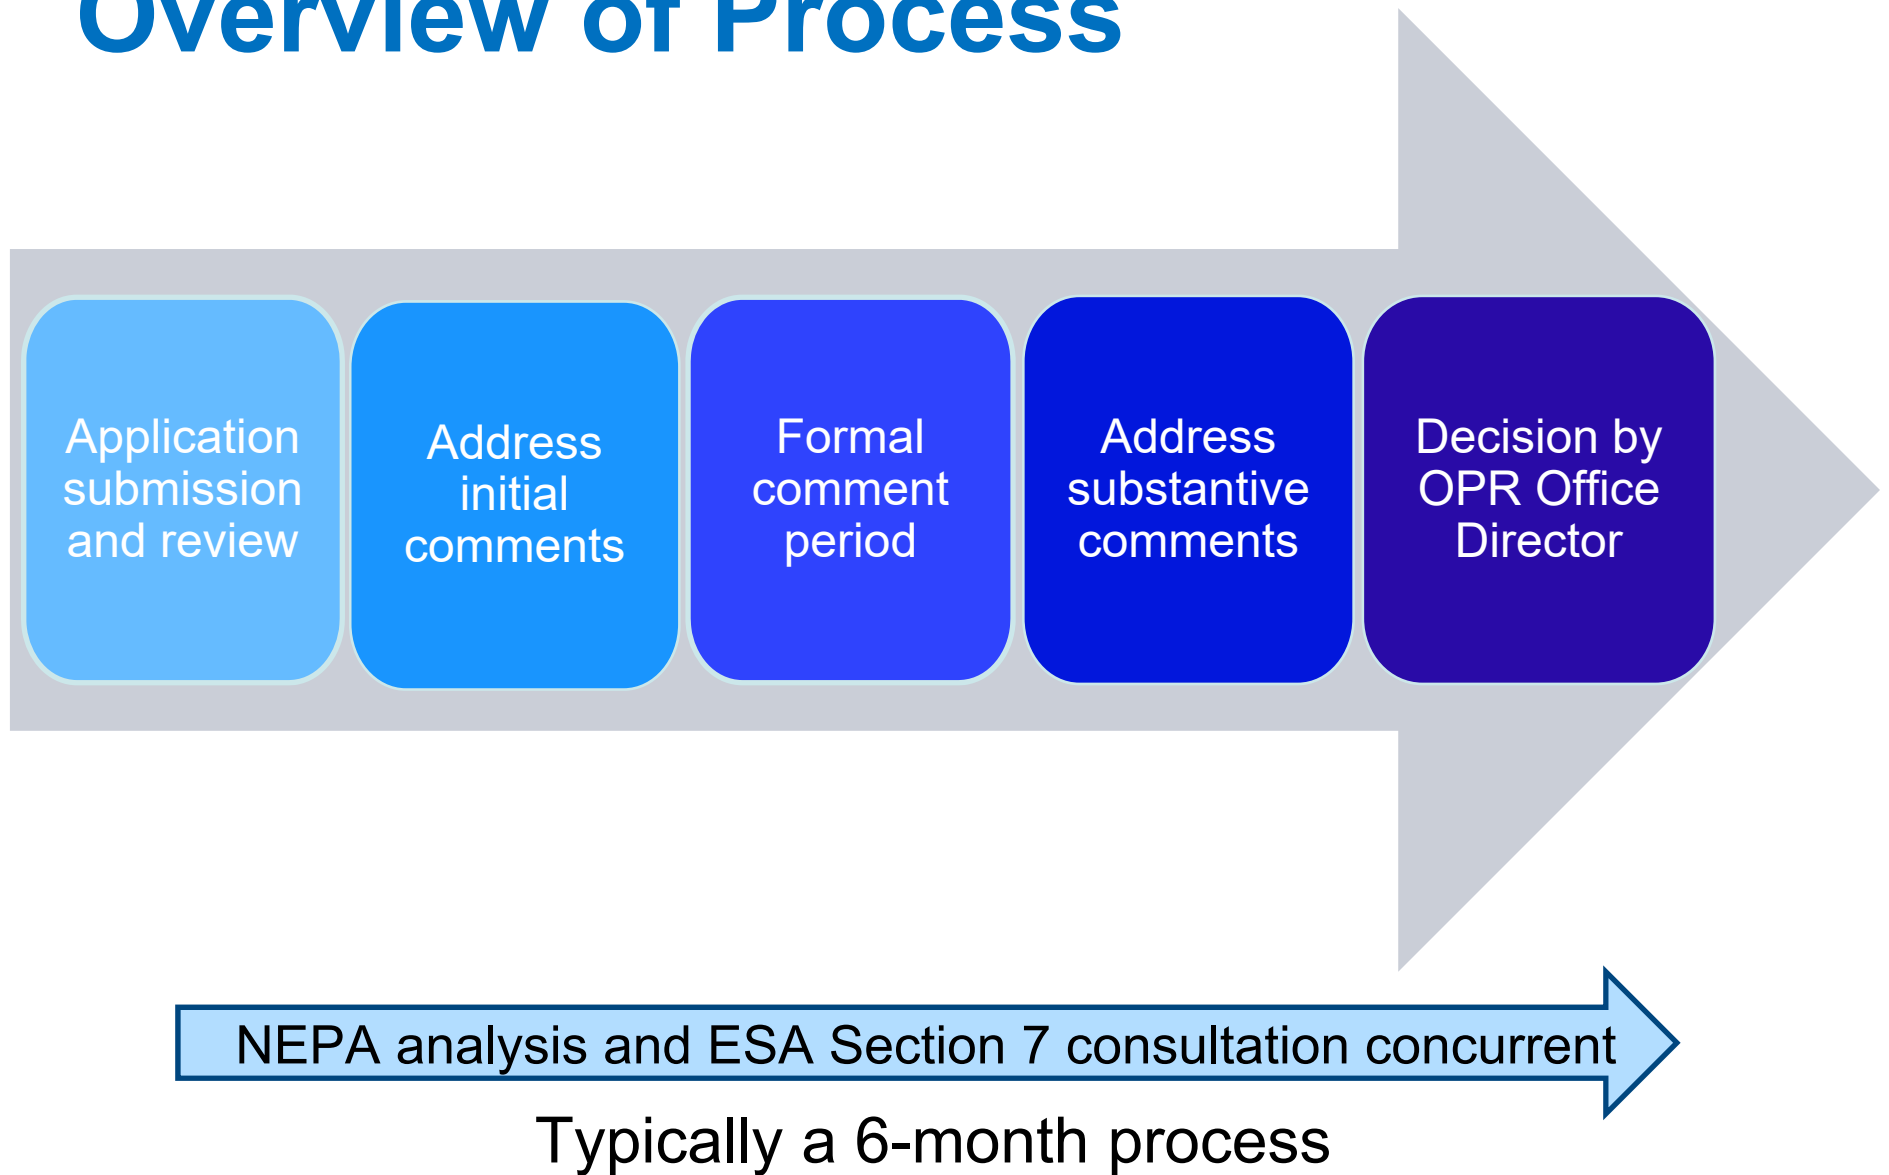 Overview of Process
Application
submission
and review
Address
initial
comments
Formal
comment
period
Address
substantive
comments
Decision by
OPR Office
Director
NEPA analysis and ESA Section 7 consultation concurrent
Typically a 6-month process